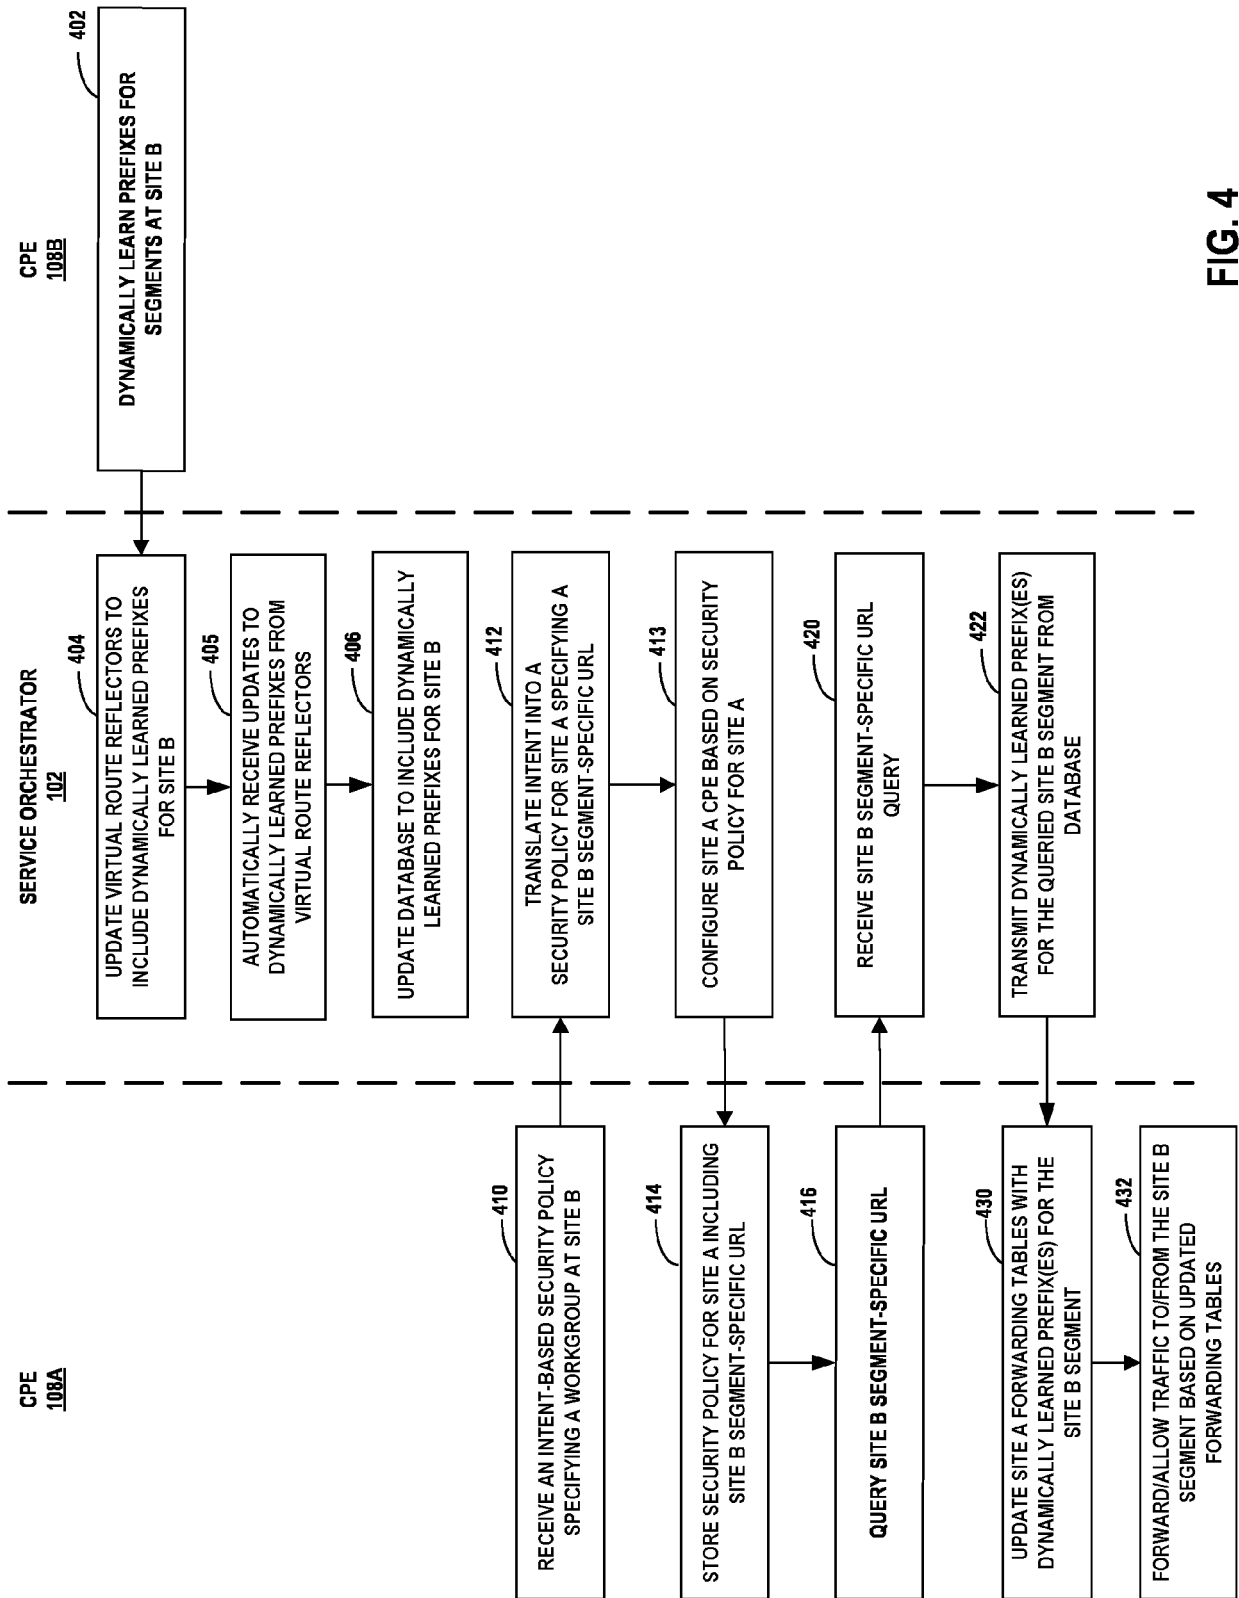 CPE
108A
SERVICE ORCHESTRATOR
102
CPE
108B
402
DYNAMICALLY LEARN PREFIXES FOR
SEGMENTS AT SITE B
404
UPDATE VIRTUAL ROUTE REFLECTORS TO
INCLUDE DYNAMICALLY LEARNED PREFIXES
FOR SITE B
405
AUTOMATICALLY RECEIVE UPDATES TO
DYNAMICALLY LEARNED PREFIXES FROM
VIRTUAL ROUTE REFLECTORS
406
UPDATE DATABASE TO INCLUDE DYNAMICALLY
LEARNED PREFIXES FOR SITE B
410
RECEIVE AN INTENT-BASED SECURITY POLICY
SPECIFYING A WORKGROUP AT SITE B
412
TRANSLATE INTENT INTO A
SECURITY POLICY FOR SITE A SPECIFYING A
SITE B SEGMENT-SPECIFIC URL
413
CONFIGURE SITE A CPE BASED ON SECURITY
POLICY FOR SITE A
414
STORE SECURITY POLICY FOR SITE A INCLUDING
SITE B SEGMENT-SPECIFIC URL
416
QUERY SITE B SEGMENT-SPECIFIC URL
420
RECEIVE SITE B SEGMENT-SPECIFIC URL
QUERY
422
TRANSMIT DYNAMICALLY LEARNED PREFIX(ES)
FOR THE QUERIED SITE B SEGMENT FROM
DATABASE
430
UPDATE SITE A FORWARDING TABLES WITH
DYNAMICALLY LEARNED PREFIX(ES) FOR THE
SITE B SEGMENT
432
FORWARD/ALLOW TRAFFIC TO/FROM THE SITE B
SEGMENT BASED ON UPDATED
FORWARDING TABLES
FIG. 4